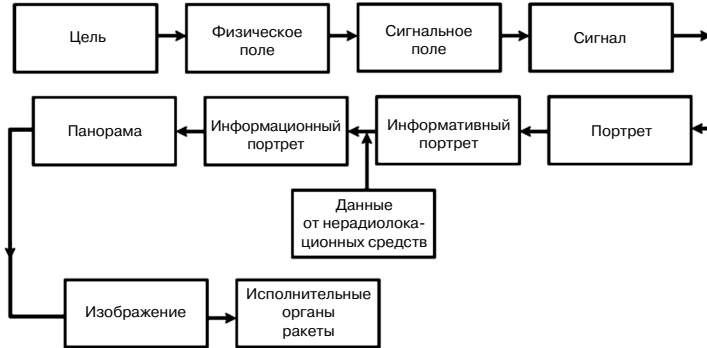 Цель
Физическое
поле
Сигнальное
поле
Сигнал
Панорама
Информационный
портрет
Информативный
портрет
Портрет
Данные
от нерадиолока-
ционных средств
Изображение
Исполнительные
органы
ракеты